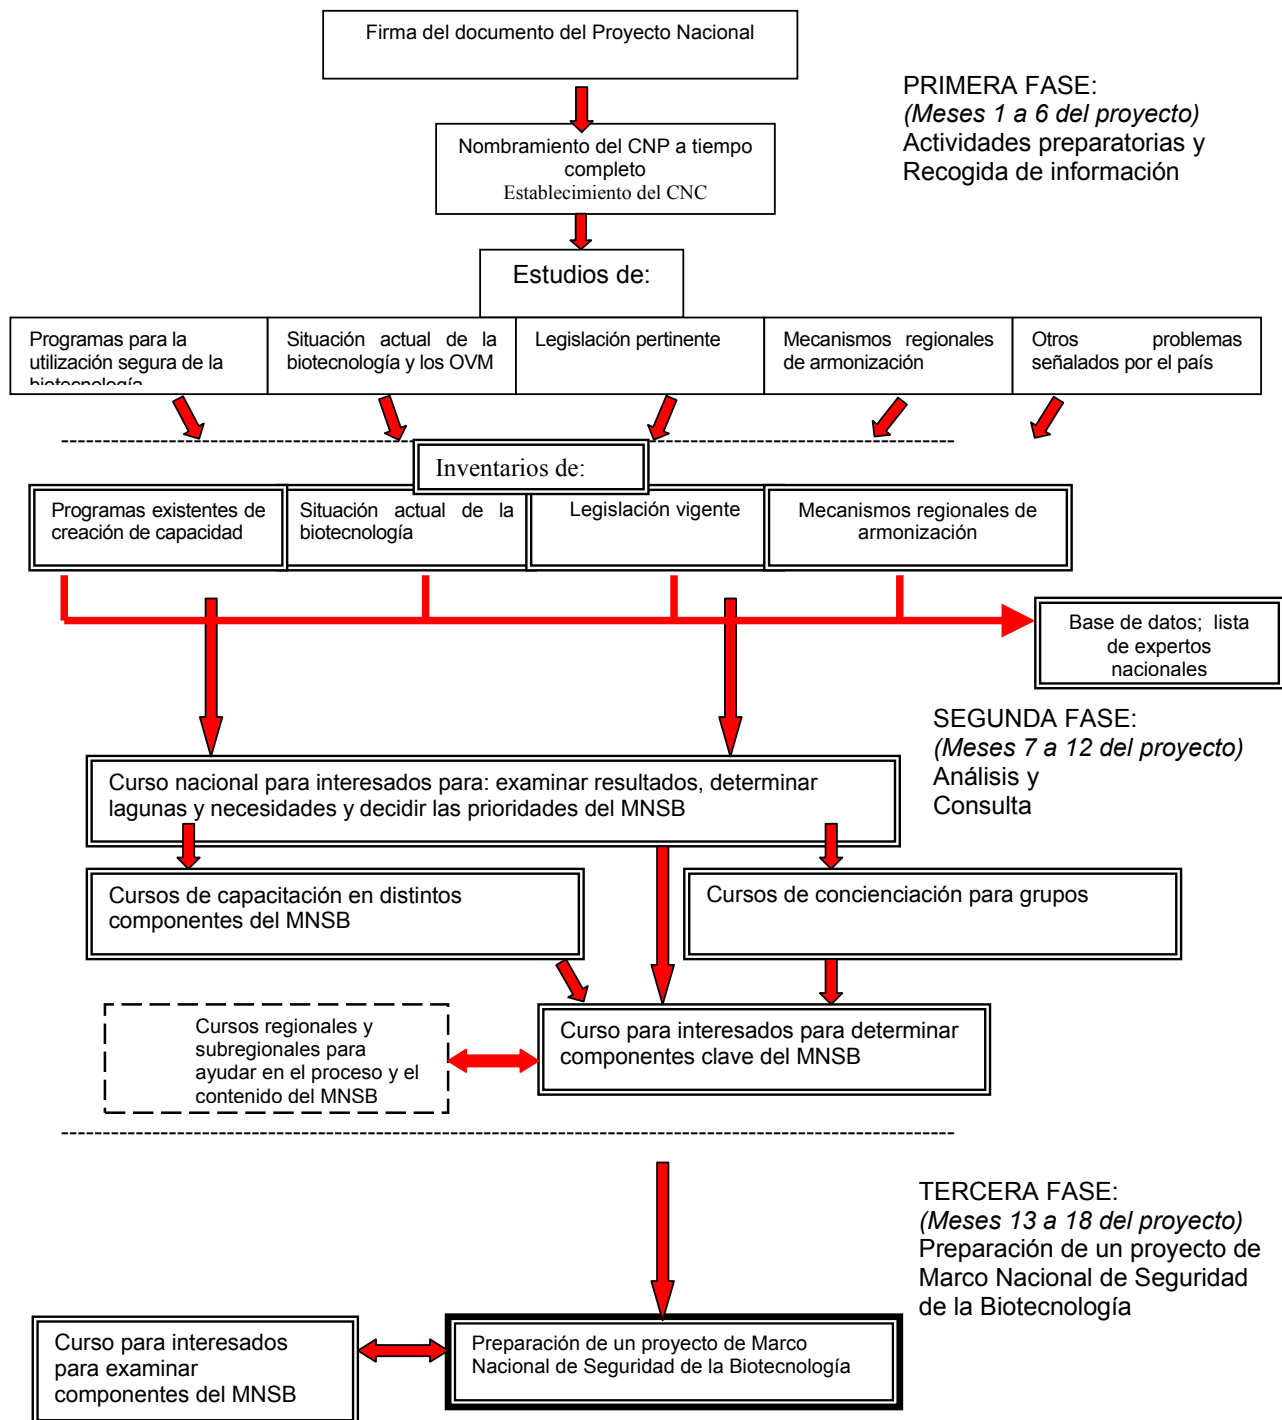 Firma del documento del Proyecto Nacional
PRIMERA FASE:
(Meses 1 a 6 del proyecto)
Actividades preparatorias y
Recogida de información
Nombramiento del CNP a tiempo
completo
Establecimiento del CNC
Estudios de:
Programas para la
utilización segura de la
biotecnología
Situación actual de la
biotecnología y los OVM
Legislación pertinente
Mecanismos regionales
de armonización
Otros problemas
señalados por el país
Inventarios de:
Programas existentes de
creación de capacidad
Situación actual de la
biotecnología
Legislación vigente
Mecanismos regionales de
armonización
Base de datos; lista
de expertos
nacionales
SEGUNDA FASE:
(Meses 7 a 12 del proyecto)
Análisis y
Consulta
Curso nacional para interesados para: examinar resultados, determinar
lagunas y necesidades y decidir las prioridades del MNSB
Cursos de capacitación en distintos
componentes del MNSB
Cursos de concienciación para grupos
Cursos regionales y
subregionales para
ayudar en el proceso y el
contenido del MNSB
Curso para interesados para determinar
componentes clave del MNSB
TERCERA FASE:
(Meses 13 a 18 del proyecto)
Preparación de un proyecto de
Marco Nacional de Seguridad
de la Biotecnología
Curso para interesados
para examinar
componentes del MNSB
Preparación de un proyecto de Marco
Nacional de Seguridad de la Biotecnología